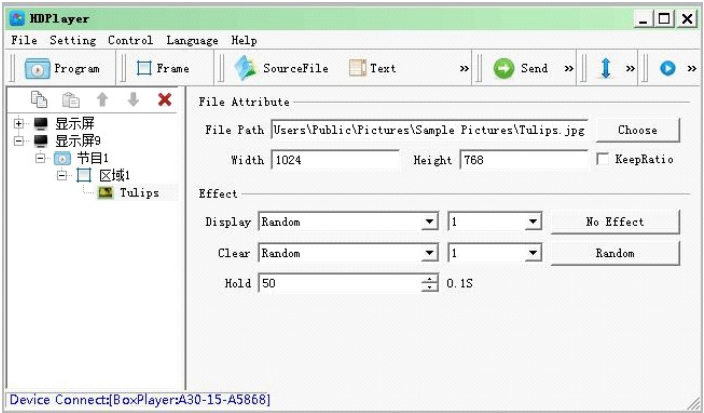 HDPlayer
File Setting Control Language Help
Program Frame SourceFile Text » Send » » »
显示屏
显示屏9
节目1
区域1
Tulips
File Attribute
File Path Users\Public\Pictures\Sample Pictures\Tulips.jpg Choose
Width 1024 Height 768 KeepRatio
Effect
Display Random 1 No Effect
Clear Random 1 Random
Hold 50 0.1S
Device Connect:[BoxPlayer:A30-15-A5868]